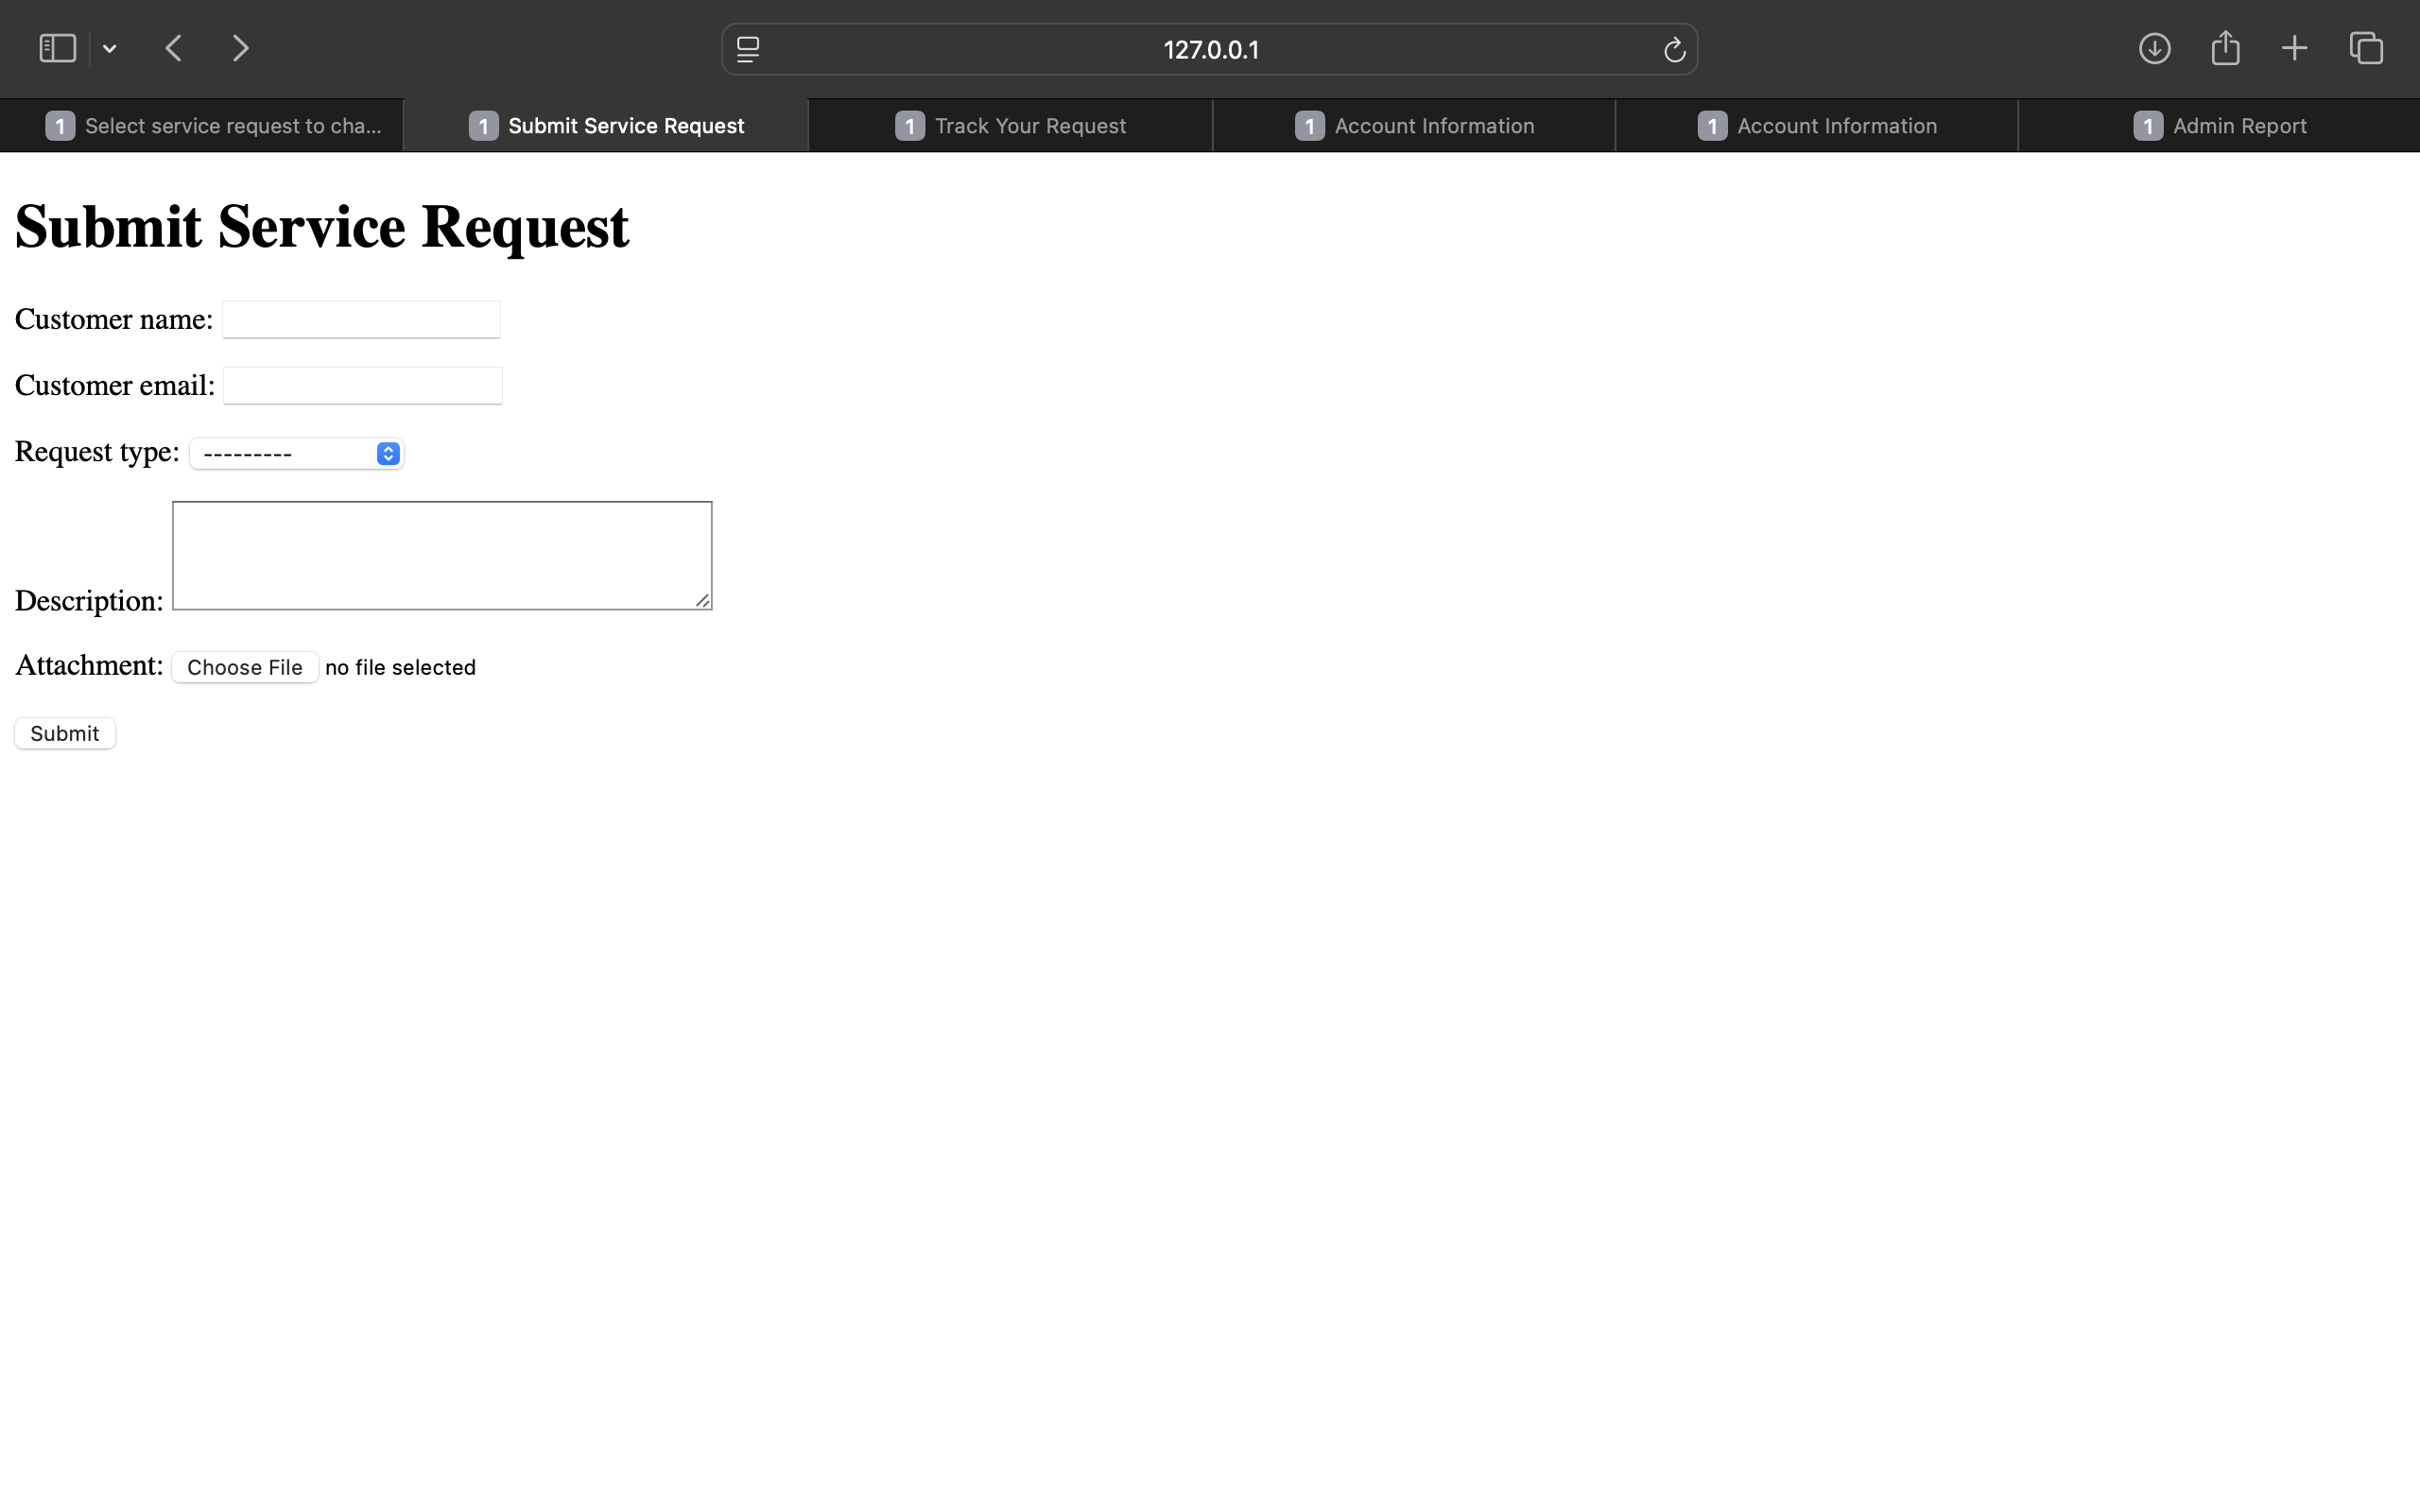 127.0.0.1
1 Select service request to cha...
1 Submit Service Request
1 Track Your Request
1 Account Information
1 Account Information
1 Admin Report
Submit Service Request
Customer name:
Customer email:
Request type: ---------
Description:
Attachment: Choose File no file selected
Submit